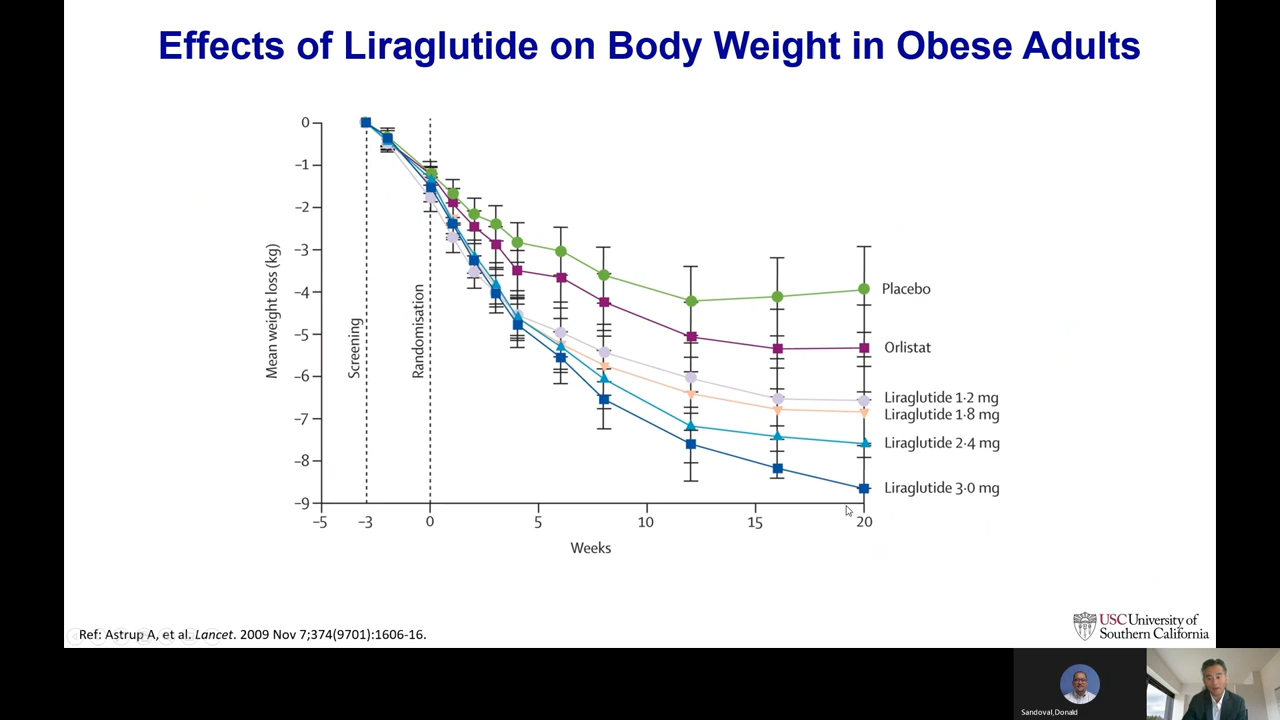 Effects of Liraglutide on Body Weight in Obese Adults
Mean weight loss (kg)
0
–1
–2
–3
–4
–5
–6
–7
–8
–9
Screening
Randomisation
Placebo
Orlistat
Liraglutide 1·2 mg
Liraglutide 1·8 mg
Liraglutide 2·4 mg
Liraglutide 3·0 mg
–5
–3
0
5
10
15
20
Weeks
Ref: Astrup A, et al. Lancet. 2009 Nov 7;374(9701):1606-16.
USC University of
Southern California
Sandoval,Donald